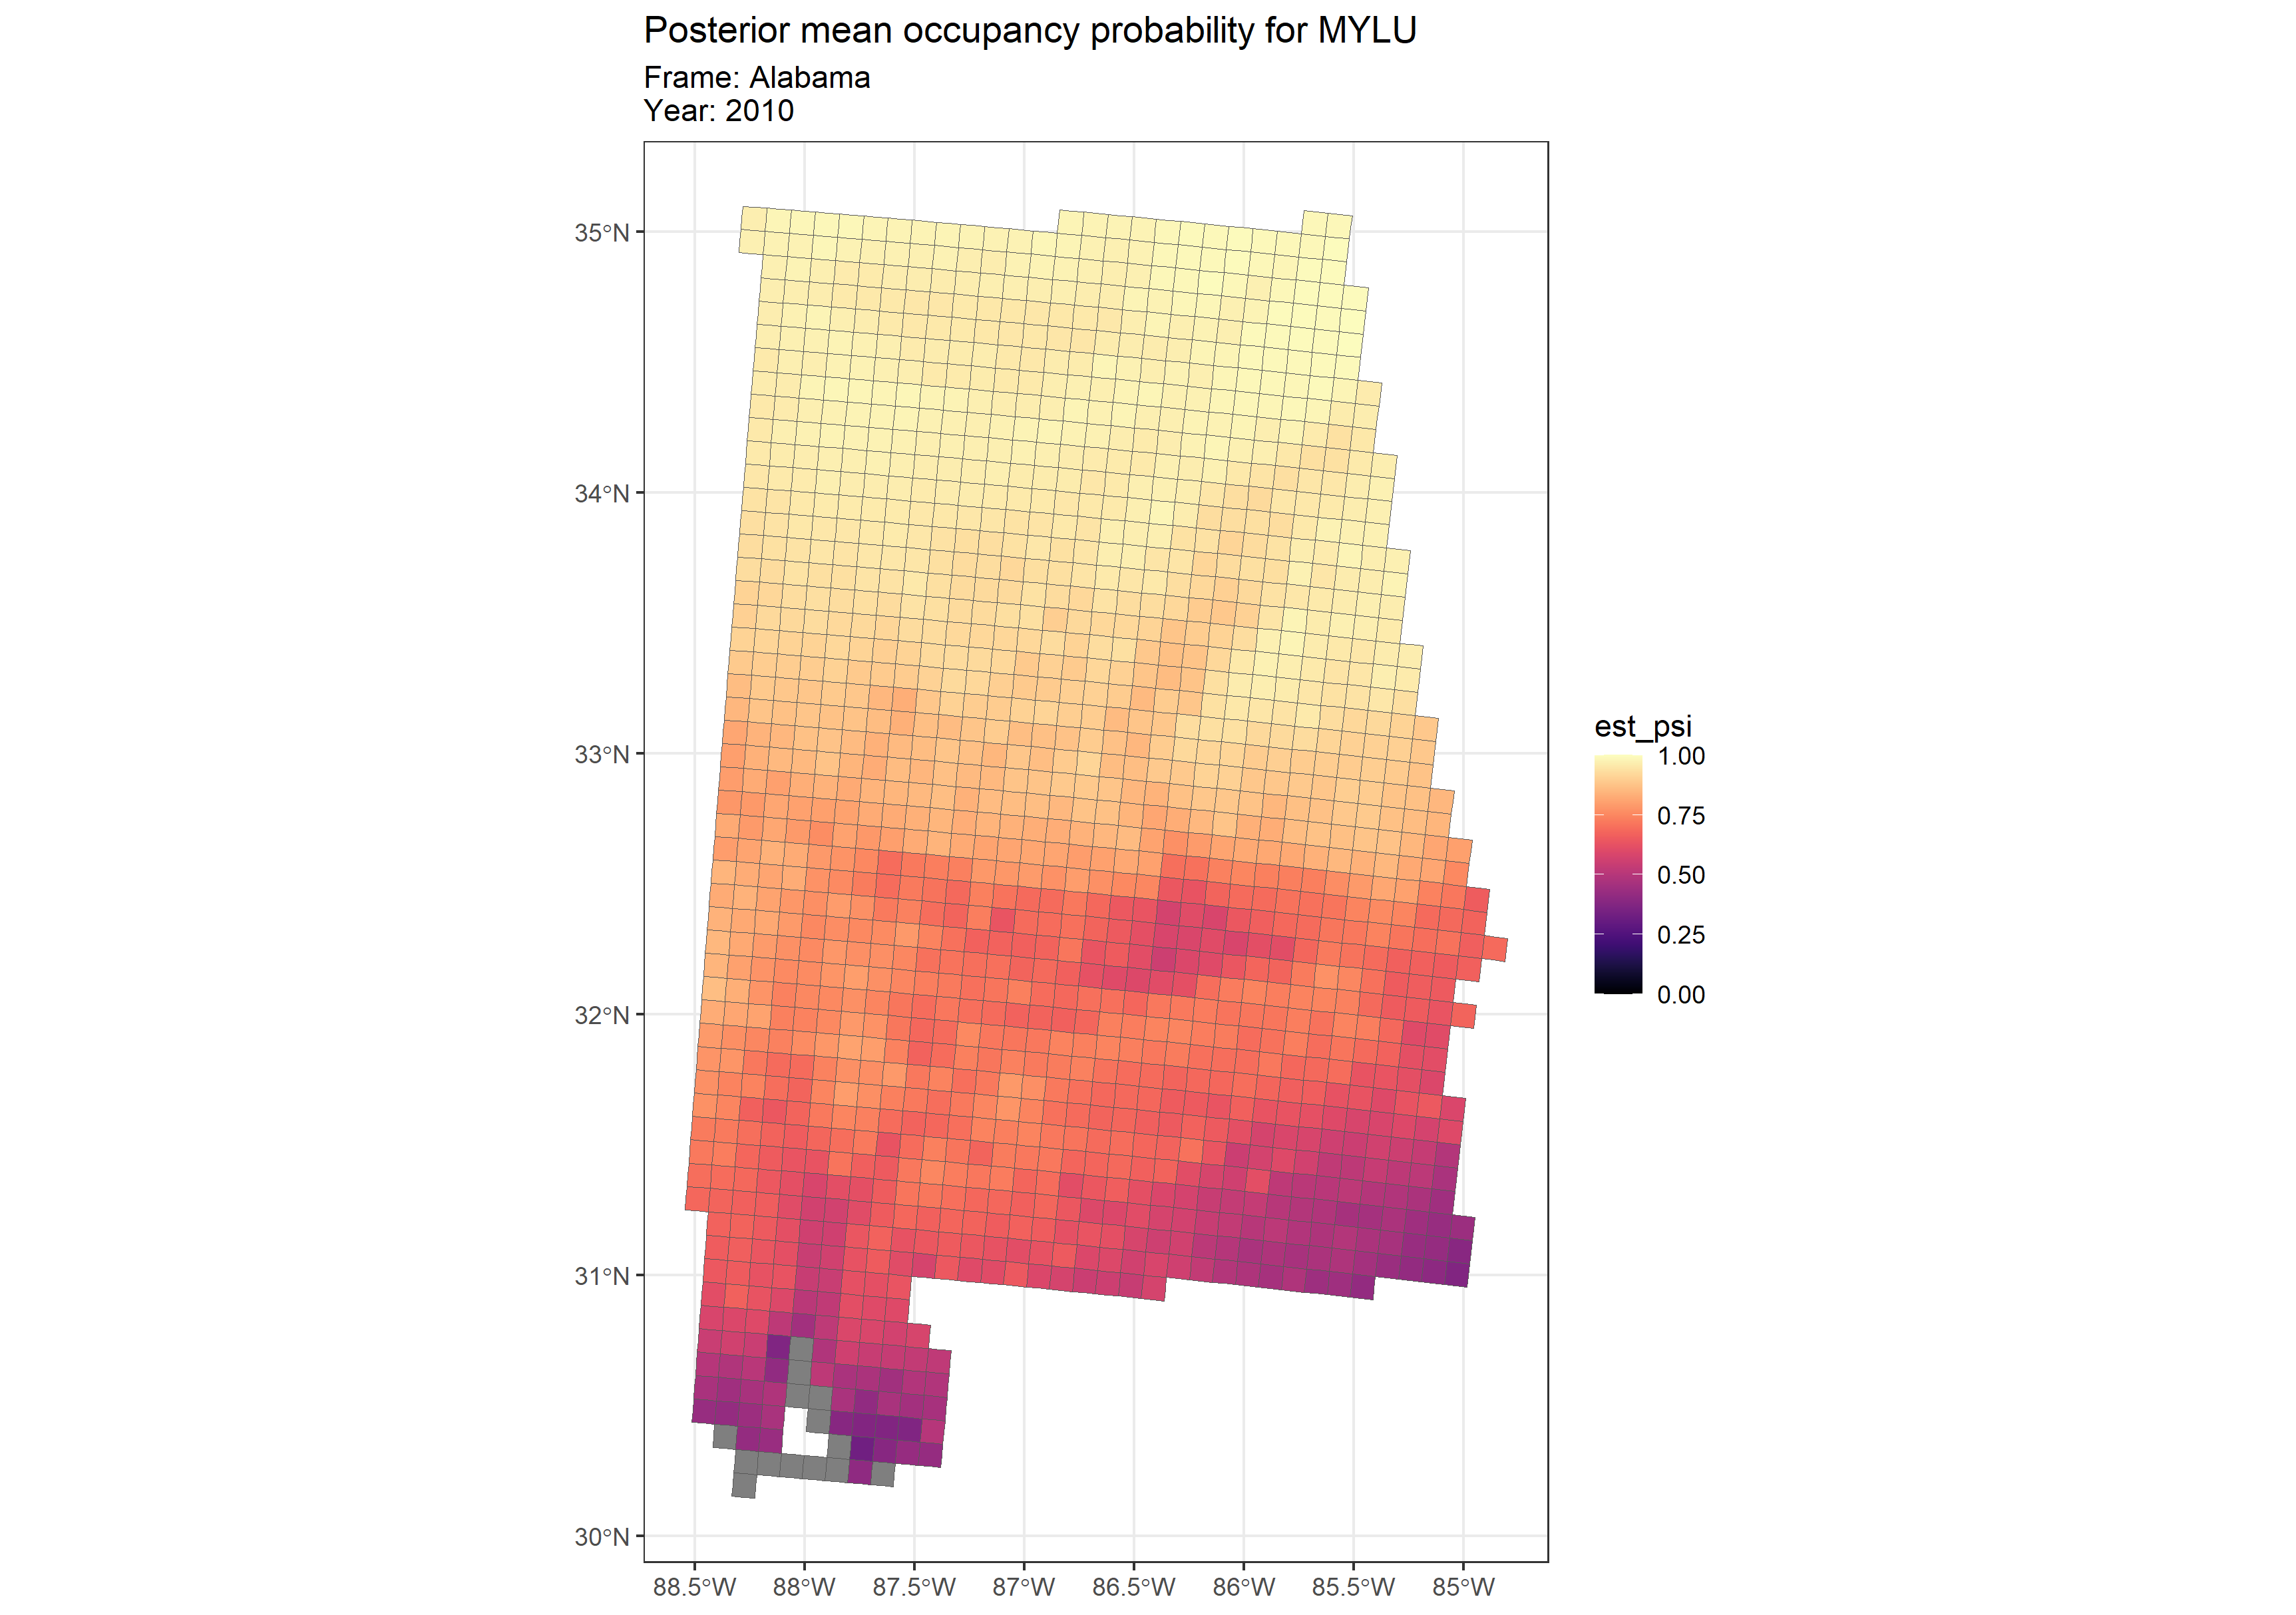 Posterior mean occupancy probability for MYLU
Frame: Alabama
Year: 2010
35°N
34°N
33°N
32°N
31°N
30°N
88.5°W 88°W 87.5°W 87°W 86.5°W 86°W 85.5°W 85°W
est_psi
1.00
0.75
0.50
0.25
0.00